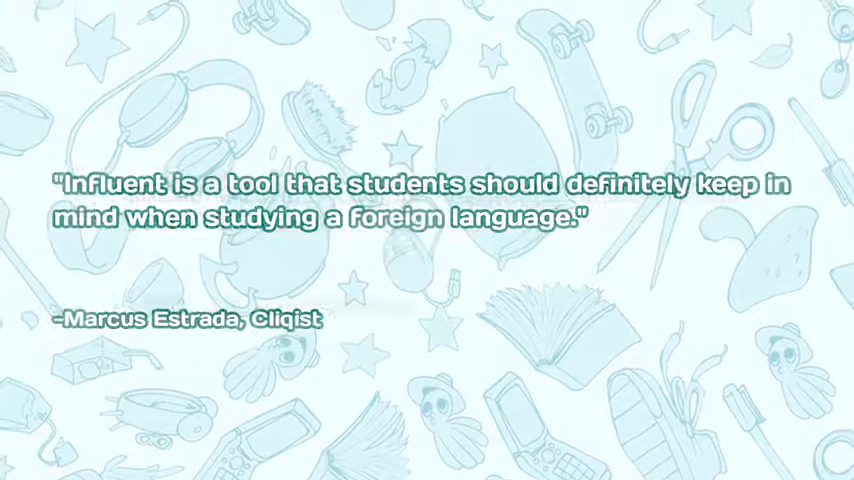 "Influent is a tool that students should definitely keep in
mind when studying a foreign language."
-Marcus Estrada, Cliqist